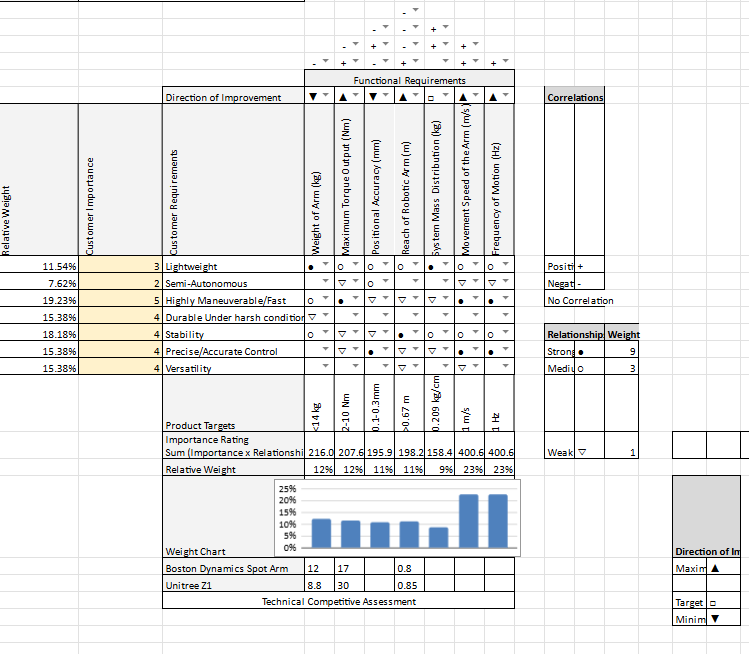 -
- - +
- + - + 
- + - + + + +
Functional Requirements
Direction of Improvement ▼ ▲ ▼ ▲ □ ▲ ▲ Correlations
Relative Weight
Customer Importance
Customer Requirements
Weight of Arm (kg)
Maximum Torque Output (Nm)
Positional Accuracy (mm)
Reach of Robotic Arm (m)
System Mass Distribution (kg)
Movement Speed of the Arm (m/s)
Frequency of Motion (Hz)
11.54% 3 Lightweight ● ○ ○ ○ ● ○ ○ Positi +
7.62% 2 Semi-Autonomous ▽ ○ ▽ ▽ Negat -
19.23% 5 Highly Maneuverable/Fast ○ ● ▽ ▽ ▽ ● ● No Correlation
15.38% 4 Durable Under harsh condition ▽
18.18% 4 Stability ○ ▽ ▽ ● ○ ○ ○ Relationship Weight
15.38% 4 Precise/Accurate Control ▽ ● ▽ ▽ ● ● Strong ● 9
15.38% 4 Versatility ▽ ▽ Mediu ○ 3
Product Targets
<14 kg
2-10 Nm
0.1-0.3mm
>0.67 m
0.209 kg/cm
1 m/s
1 Hz
Importance Rating
Sum (Importance x Relationshi 216.0 207.6 195.9 198.2 158.4 400.6 400.6 Weak ▽ 1
Relative Weight 12% 12% 11% 11% 9% 23% 23%
25%
20%
15%
10%
5%
0%
Weight Chart
Direction of Im
Boston Dynamics Spot Arm 12 17 0.8 Maxim ▲
Unitree Z1 8.8 30 0.85
Technical Competitive Assessment Target □
Minim ▼